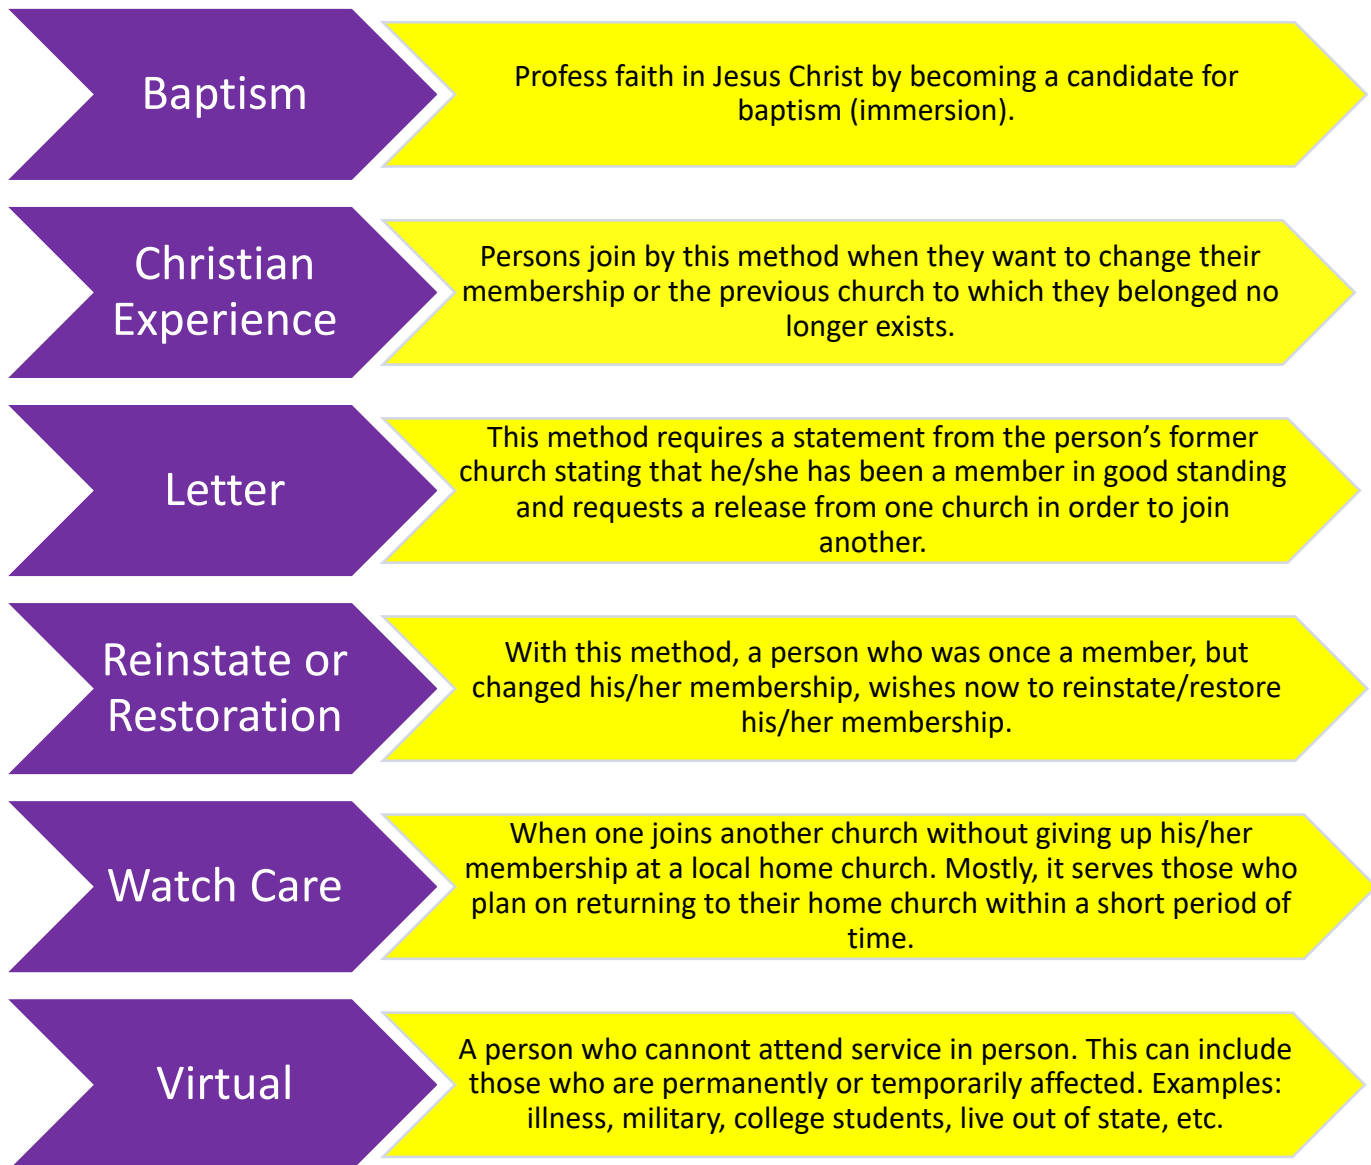 Baptism
Profess faith in Jesus Christ by becoming a candidate for
baptism (immersion).
Christian
Experience
Persons join by this method when they want to change their
membership or the previous church to which they belonged no
longer exists.
Letter
This method requires a statement from the person’s former
church stating that he/she has been a member in good standing
and requests a release from one church in order to join
another.
Reinstate or
Restoration
With this method, a person who was once a member, but
changed his/her membership, wishes now to reinstate/restore
his/her membership.
Watch Care
When one joins another church without giving up his/her
membership at a local home church. Mostly, it serves those who
plan on returning to their home church within a short period of
time.
Virtual
A person who cannont attend service in person. This can include
those who are permanently or temporarily affected. Examples:
illness, military, college students, live out of state, etc.